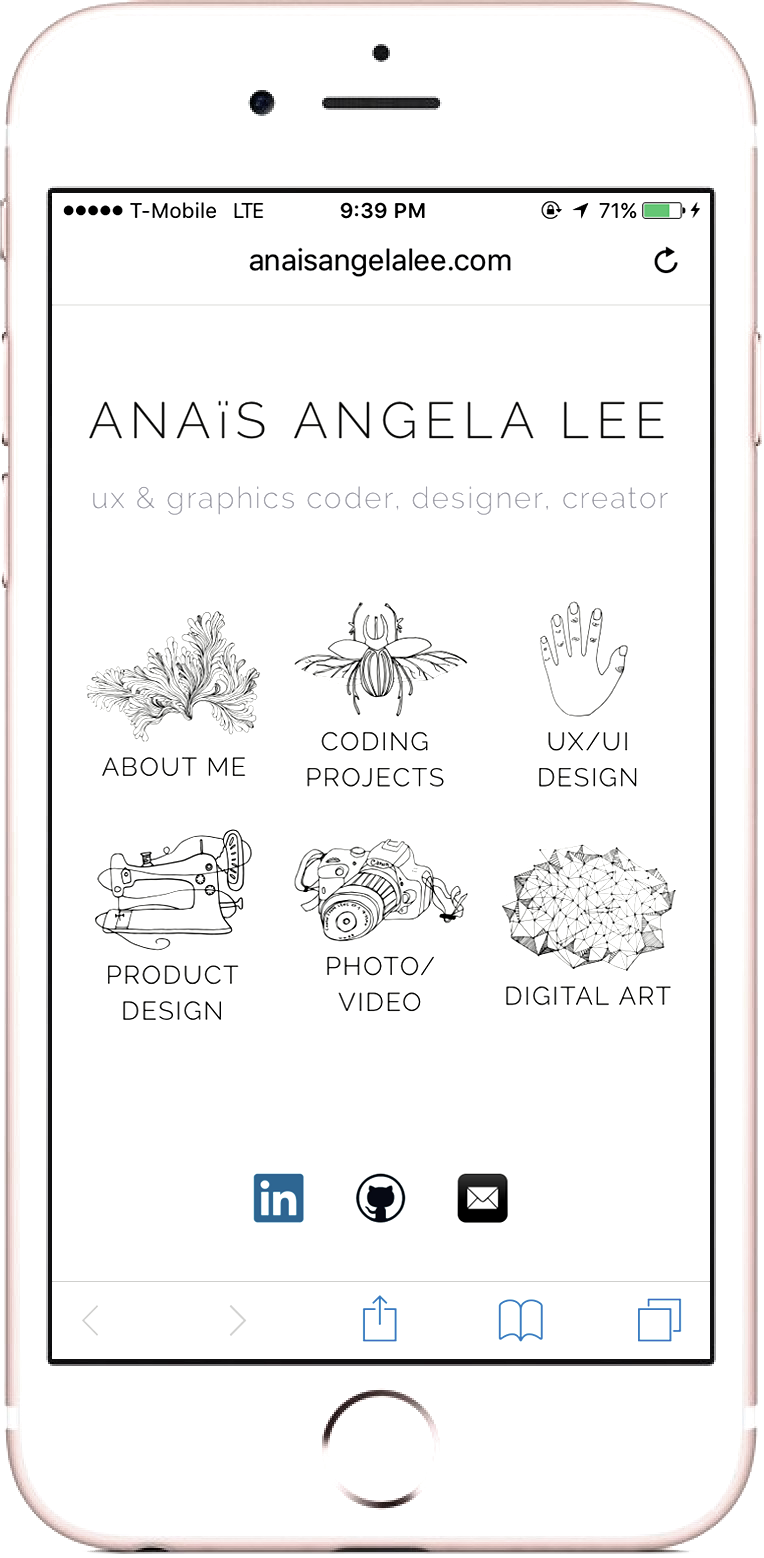 T-Mobile LTE 9:39 PM 71%
anaisangelalee.com
ANAïS ANGELA LEE
ux & graphics coder, designer, creator
ABOUT ME
CODING
PROJECTS
UX/UI
DESIGN
PRODUCT
DESIGN
Canon
PHOTO/
VIDEO
DIGITAL ART
in